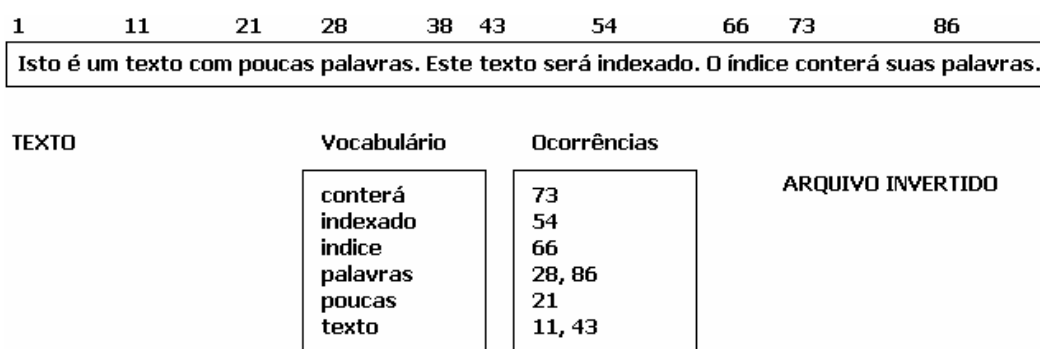 1 11 21 28 38 43 54 66 73 86
Isto é um texto com poucas palavras. Este texto será indexado. O índice conterá suas palavras.
TEXTO Vocabulário Ocorrências
ARQUIVO INVERTIDO
conterá 73
indexado 54
indice 66
palavras 28, 86
poucas 21
texto 11, 43